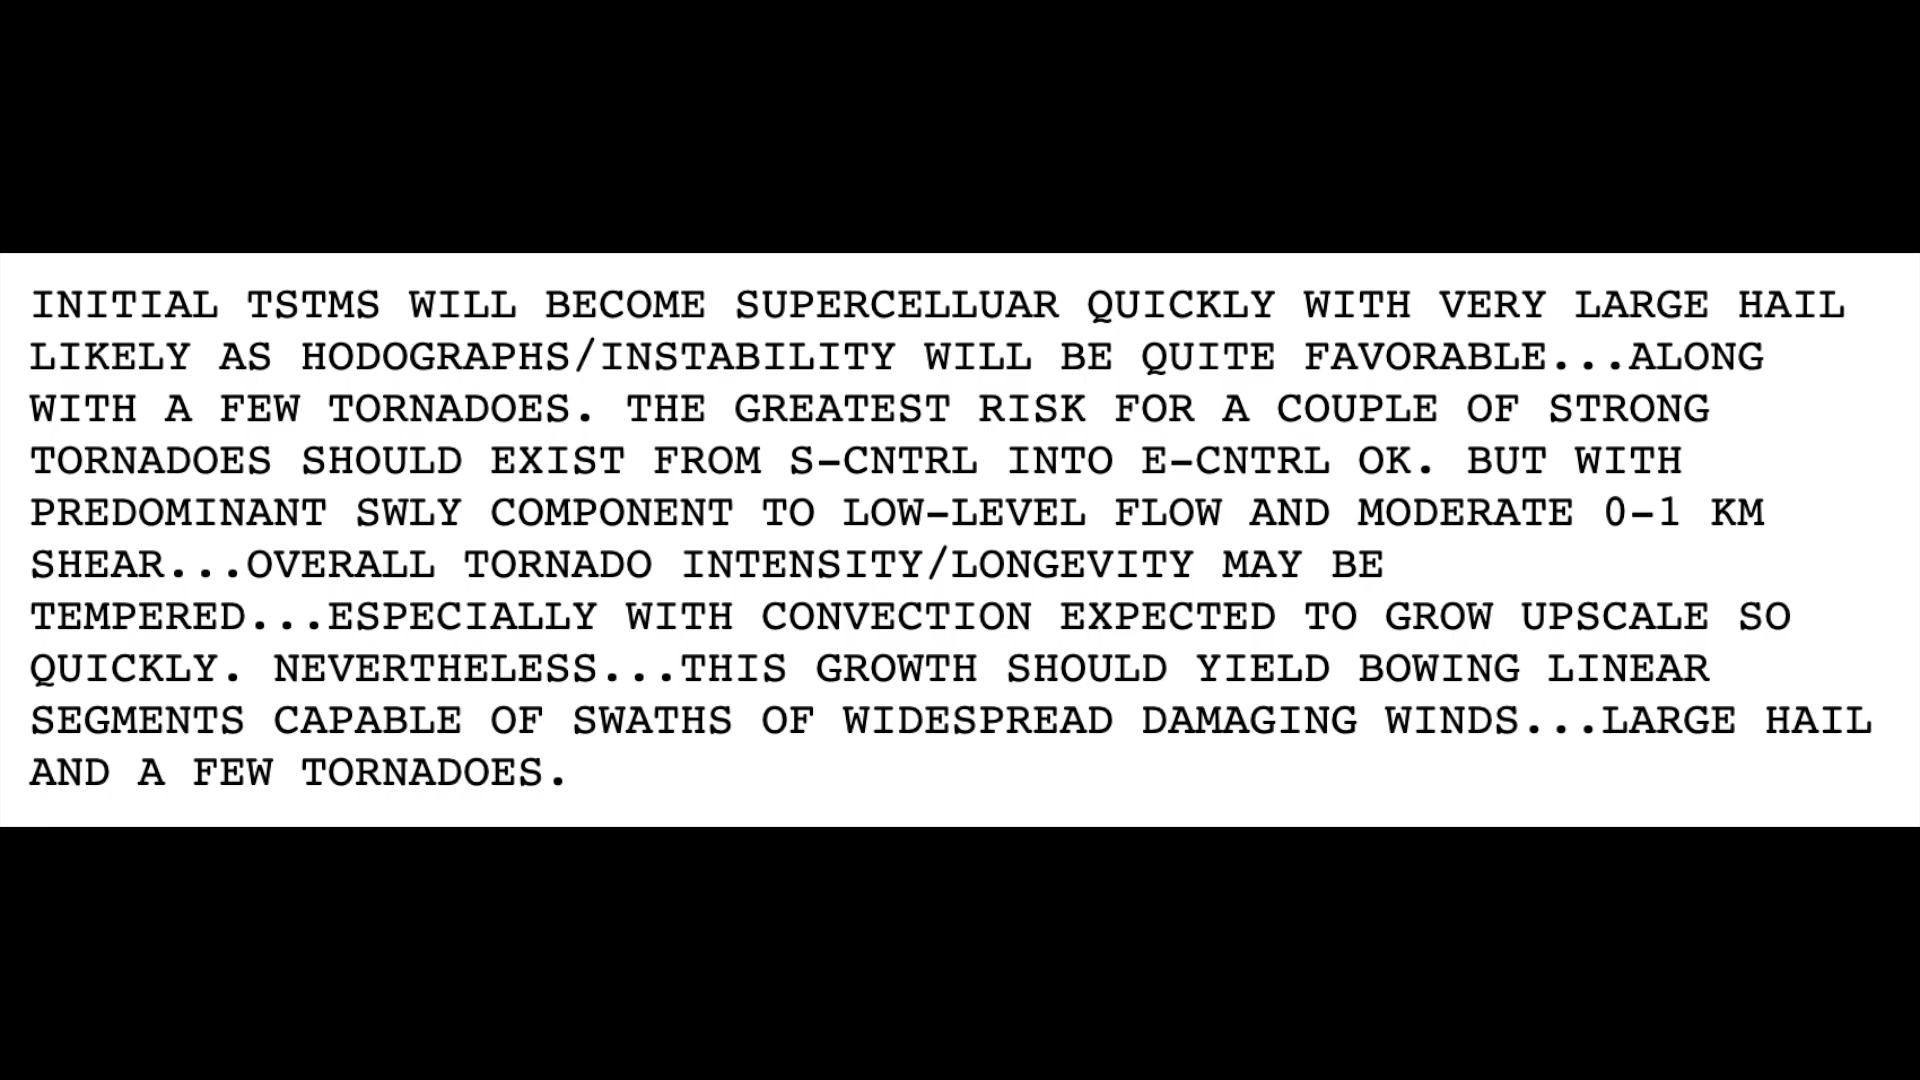 INITIAL TSTMS WILL BECOME SUPERCELLUAR QUICKLY WITH VERY LARGE HAIL
LIKELY AS HODOGRAPHS/INSTABILITY WILL BE QUITE FAVORABLE...ALONG
WITH A FEW TORNADOES. THE GREATEST RISK FOR A COUPLE OF STRONG
TORNADOES SHOULD EXIST FROM S-CNTRL INTO E-CNTRL OK. BUT WITH
PREDOMINANT SWLY COMPONENT TO LOW-LEVEL FLOW AND MODERATE 0-1 KM
SHEAR...OVERALL TORNADO INTENSITY/LONGEVITY MAY BE
TEMPERED...ESPECIALLY WITH CONVECTION EXPECTED TO GROW UPSCALE SO
QUICKLY. NEVERTHELESS...THIS GROWTH SHOULD YIELD BOWING LINEAR
SEGMENTS CAPABLE OF SWATHS OF WIDESPREAD DAMAGING WINDS...LARGE HAIL
AND A FEW TORNADOES.